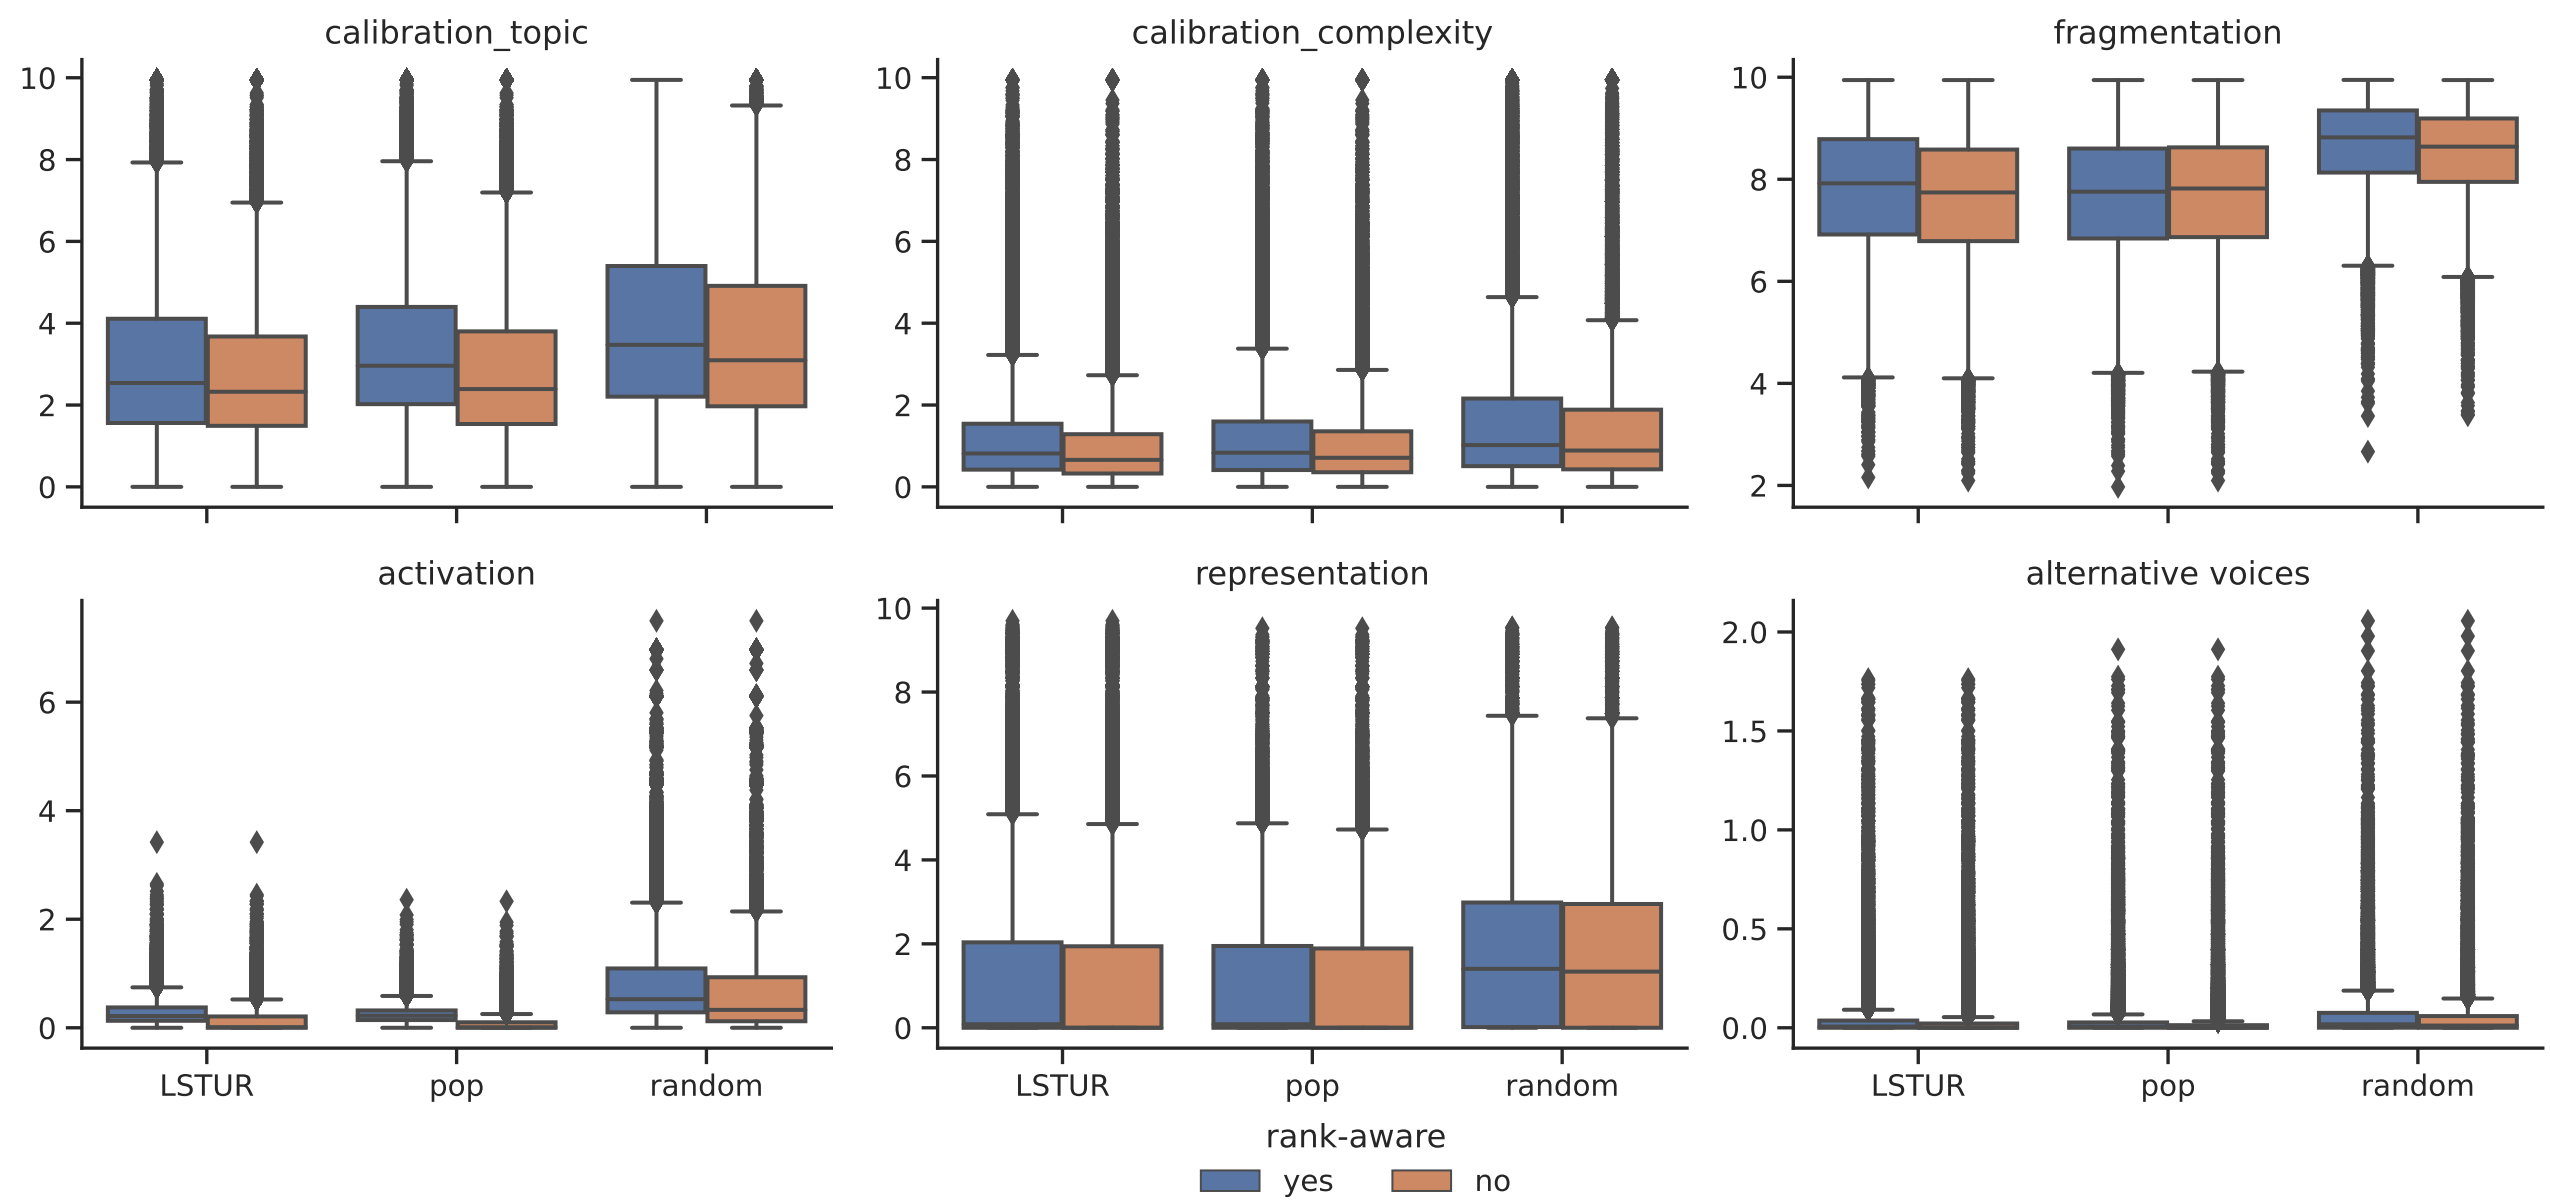 calibration_topic
10
8
6
4
2
0
calibration_complexity
10
8
6
4
2
0
fragmentation
10
8
6
4
2
activation
6
4
2
0
LSTUR pop random
representation
10
8
6
4
2
0
LSTUR pop random
alternative voices
2.0
1.5
1.0
0.5
0.0
LSTUR pop random
rank-aware
yes no